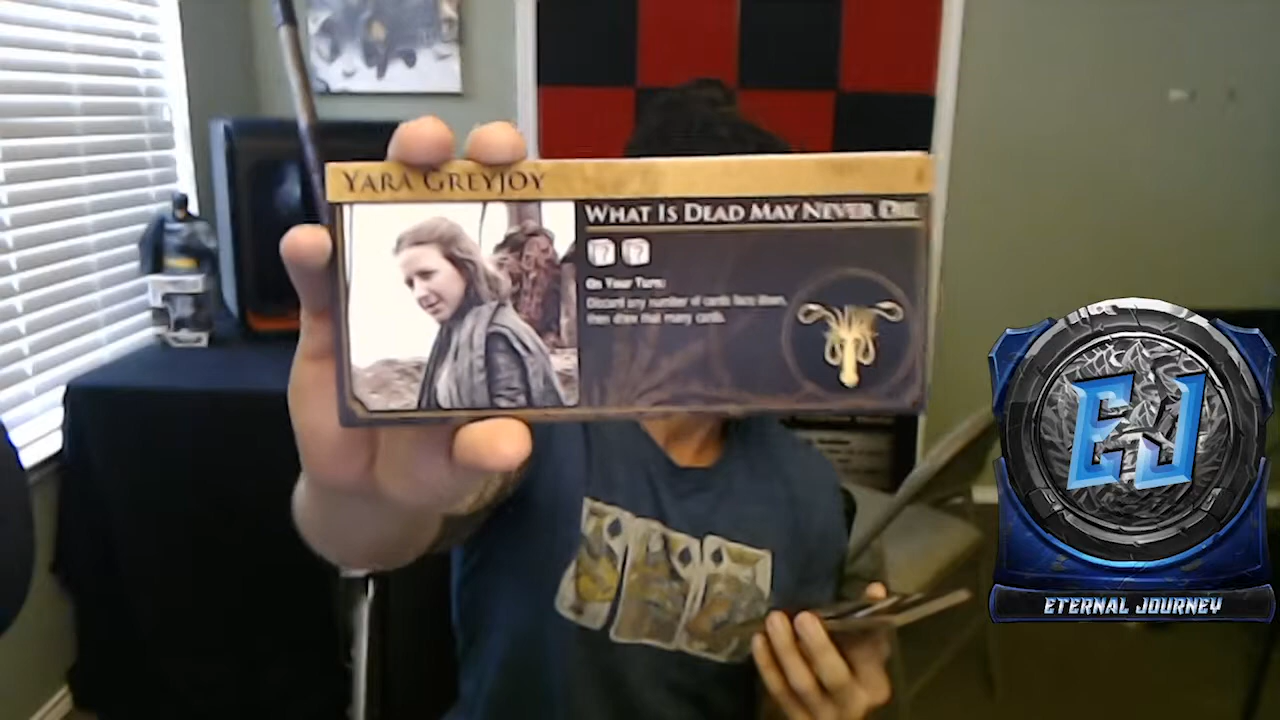 YARA GREYJOY
WHAT IS DEAD MAY NEVER DIE
? ?
On Your Turn:
Discard any number of cards face down,
then draw that many cards.
EJ
ETERNAL JOURNEY